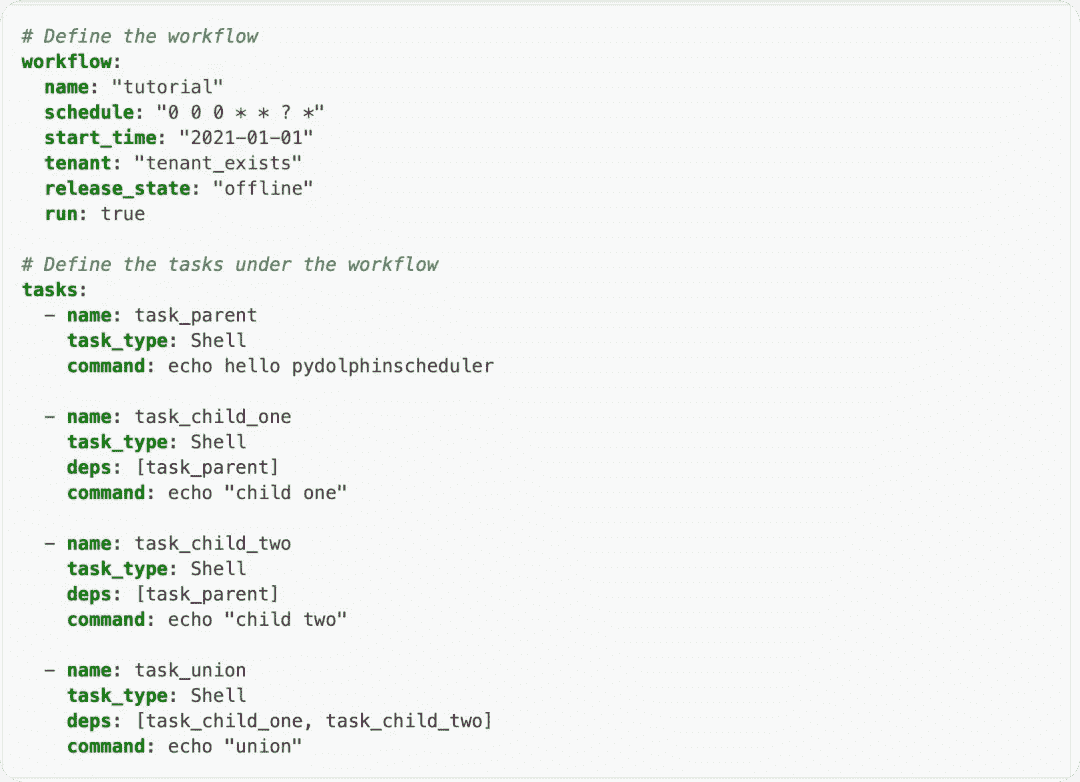 # Define the workflow
workflow:
  name: "tutorial"
  schedule: "0 0 0 * * ? *"
  start_time: "2021-01-01"
  tenant: "tenant_exists"
  release_state: "offline"
  run: true

# Define the tasks under the workflow
tasks:
  - name: task_parent
    task_type: Shell
    command: echo hello pydolphinscheduler

  - name: task_child_one
    task_type: Shell
    deps: [task_parent]
    command: echo "child one"

  - name: task_child_two
    task_type: Shell
    deps: [task_parent]
    command: echo "child two"

  - name: task_union
    task_type: Shell
    deps: [task_child_one, task_child_two]
    command: echo "union"